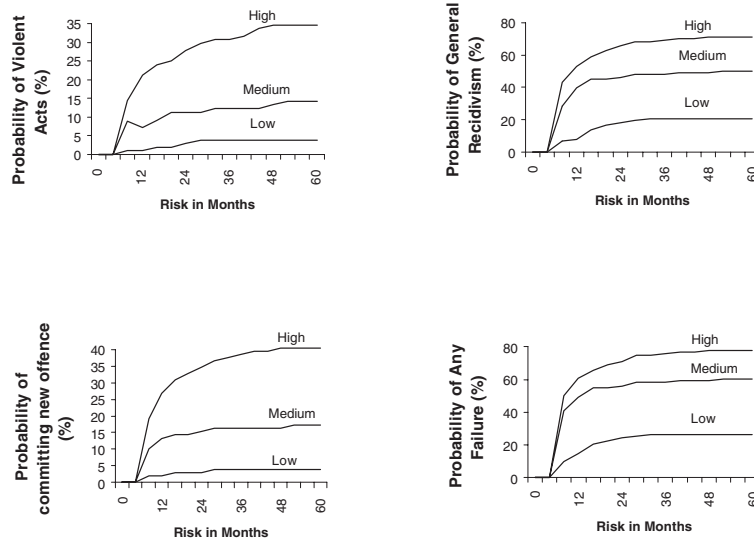 Probability of Violent
Acts (%)
35
30
25
20
15
10
5
0
High
Medium
Low
0
12
24
36
48
60
Risk in Months
Probability of General
Recidivism (%)
80
60
40
20
0
High
Medium
Low
0
12
24
36
48
60
Risk in Months
Probability of
committing new offence
(%)
40
35
30
25
20
15
10
5
0
High
Medium
Low
0
12
24
36
48
60
Risk in Months
Probability of Any
Failure (%)
80
60
40
20
0
High
Medium
Low
0
12
24
36
48
60
Risk in Months